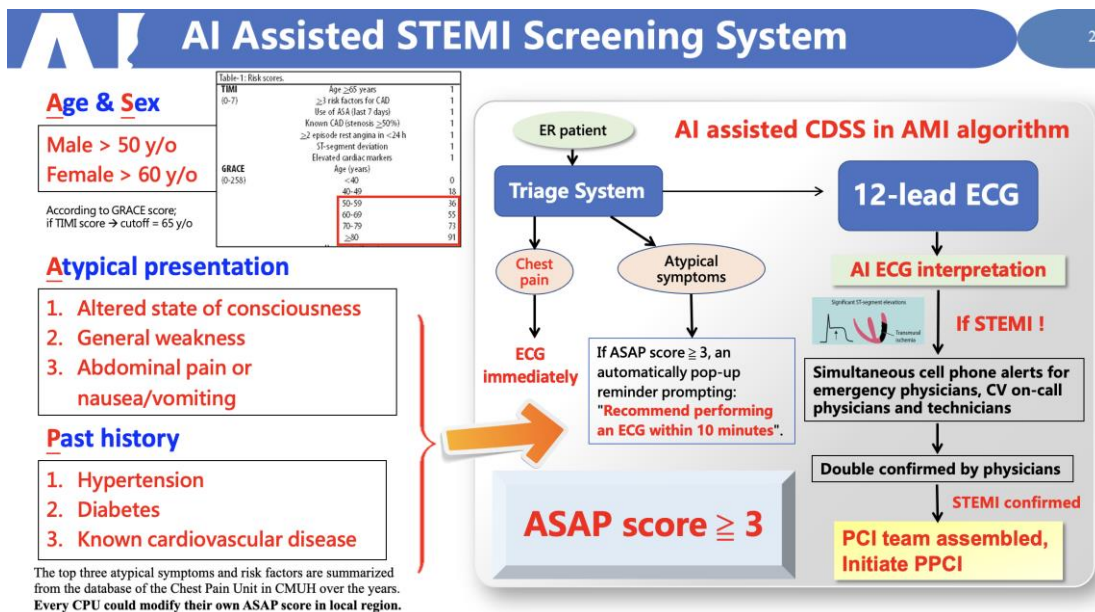 AI
AI Assisted STEMI Screening System
2
Age & Sex
Male > 50 y/o
Female > 60 y/o
According to GRACE score;
if TIMI score → cutoff = 65 y/o
Table-1: Risk scores.
TIMI Age ≥65 years 1
(0-7) ≥3 risk factors for CAD 1
Use of ASA (last 7 days) 1
Known CAD (stenosis ≥50%) 1
≥2 episode rest angina in <24 h 1
ST-segment deviation 1
Elevated cardiac markers 1
GRACE Age (years)
(0-258) <40 0
40-49 18
50-59 36
60-69 55
70-79 73
≥80 91
Atypical presentation
1. Altered state of consciousness
2. General weakness
3. Abdominal pain or
nausea/vomiting
Past history
1. Hypertension
2. Diabetes
3. Known cardiovascular disease
The top three atypical symptoms and risk factors are summarized
from the database of the Chest Pain Unit in CMUH over the years.
Every CPU could modify their own ASAP score in local region.
AI assisted CDSS in AMI algorithm
ER patient
Triage System
Chest
pain
ECG
immediately
Atypical
symptoms
If ASAP score ≧ 3, an
automatically pop-up
reminder prompting:
"Recommend performing
an ECG within 10 minutes".
ASAP score ≧ 3
12-lead ECG
AI ECG interpretation
Significant ST-segment elevations
Transmural
ischemia
If STEMI !
Simultaneous cell phone alerts for
emergency physicians, CV on-call
physicians and technicians
Double confirmed by physicians
STEMI confirmed
PCI team assembled,
Initiate PPCI